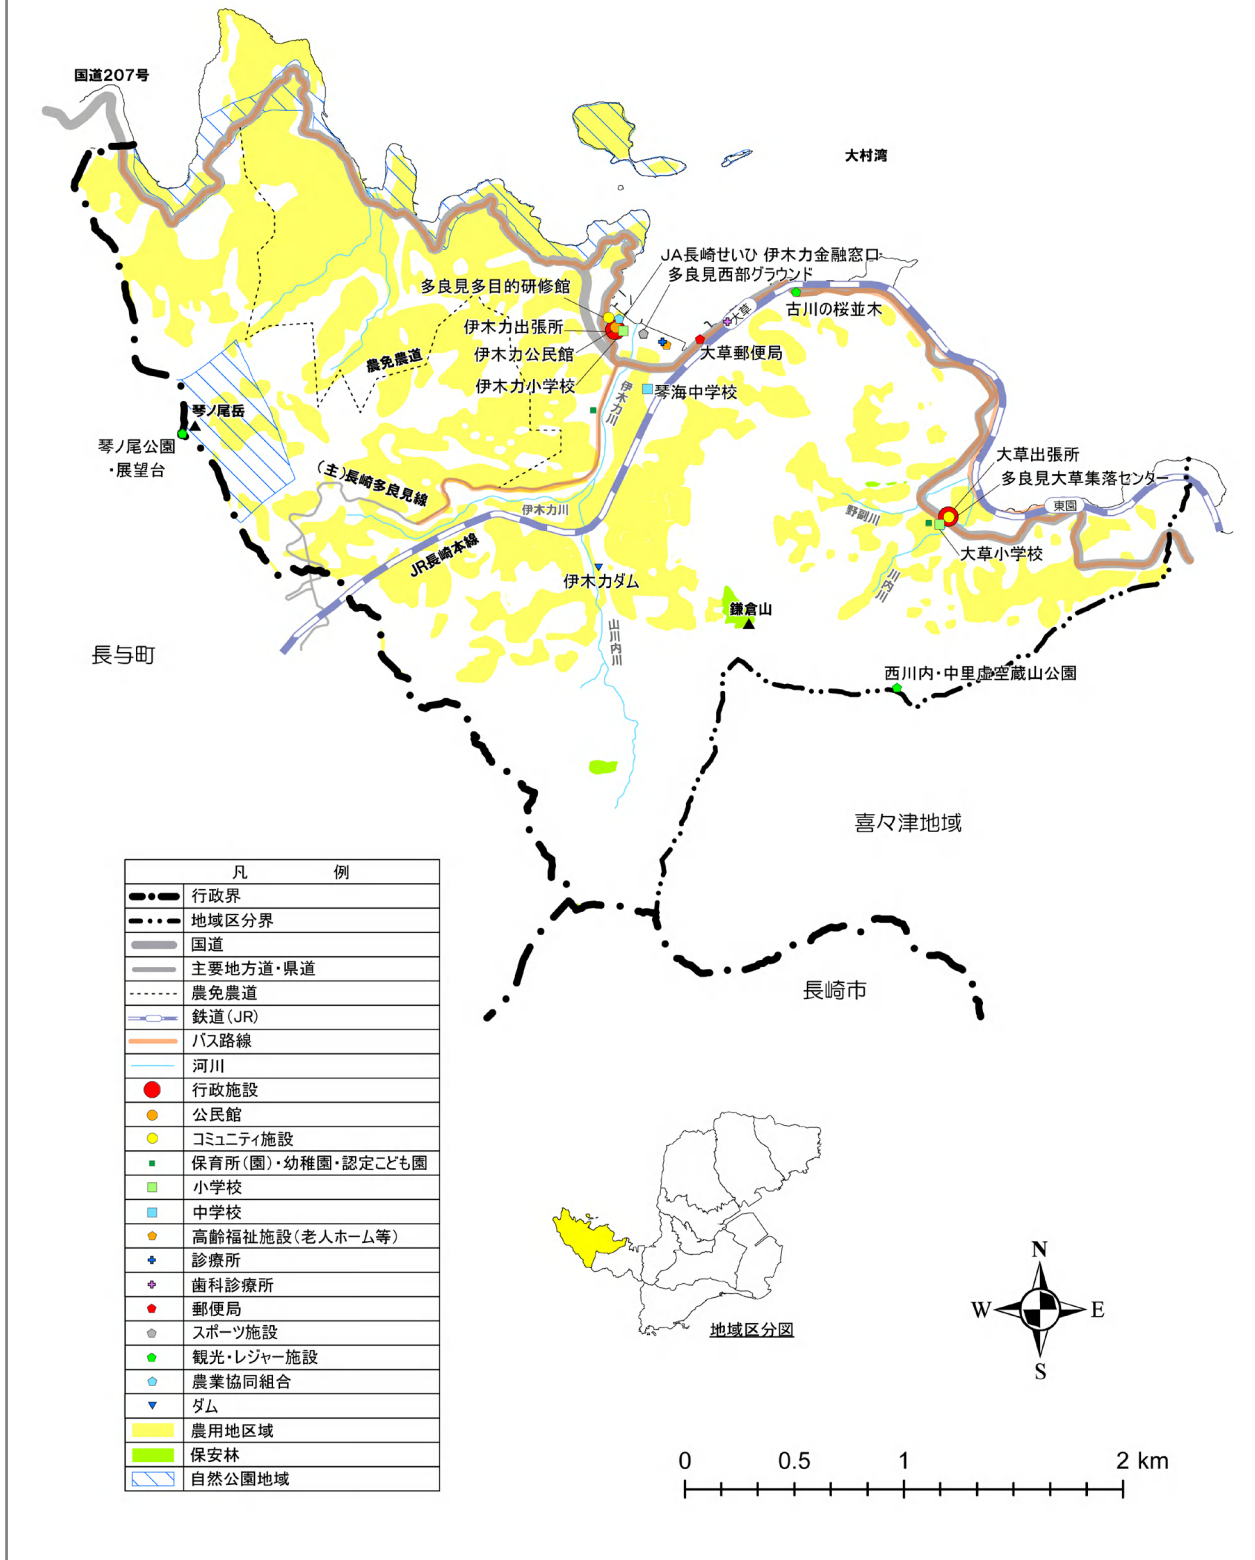 国道207号
大村湾
JA長崎せいひ 伊木力金融窓口
多良見西部グラウンド
多良見多目的研修館
大草
古川の桜並木
伊木力出張所
伊木力公民館
大草郵便局
農免農道
伊木力小学校
琴海中学校
伊木力川
琴ノ尾岳
琴ノ尾公園
・展望台
大草出張所
多良見大草集落センター
(主)長崎多良見線
伊木力川
野副川
東園
JR長崎本線
大草小学校
伊木力ダム
川内川
鎌倉山
山川内川
長与町
西川内・中里虚空蔵山公園
喜々津地域
長崎市
凡例
行政界
地域区分界
国道
主要地方道・県道
農免農道
鉄道(JR)
バス路線
河川
行政施設
公民館
コミュニティ施設
保育所(園)・幼稚園・認定こども園
小学校
中学校
高齢福祉施設(老人ホーム等)
診療所
歯科診療所
郵便局
スポーツ施設
観光・レジャー施設
農業協同組合
ダム
農用地区域
保安林
自然公園地域
地域区分図
N
W E
S
0 0.5 1 2 km